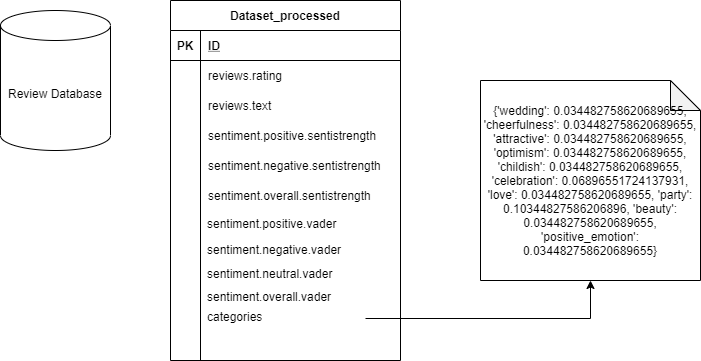 Review Database
Dataset_processed
PK ID
reviews.rating
reviews.text
sentiment.positive.sentistrength
sentiment.negative.sentistrength
sentiment.overall.sentistrength
sentiment.positive.vader
sentiment.negative.vader
sentiment.neutral.vader
sentiment.overall.vader
categories
{'wedding': 0.034482758620689655,
'cheerfulness': 0.034482758620689655,
'attractive': 0.034482758620689655,
'optimism': 0.034482758620689655,
'childish': 0.034482758620689655,
'celebration': 0.06896551724137931,
'love': 0.034482758620689655, 'party':
0.10344827586206896, 'beauty':
0.034482758620689655,
'positive_emotion':
0.034482758620689655}